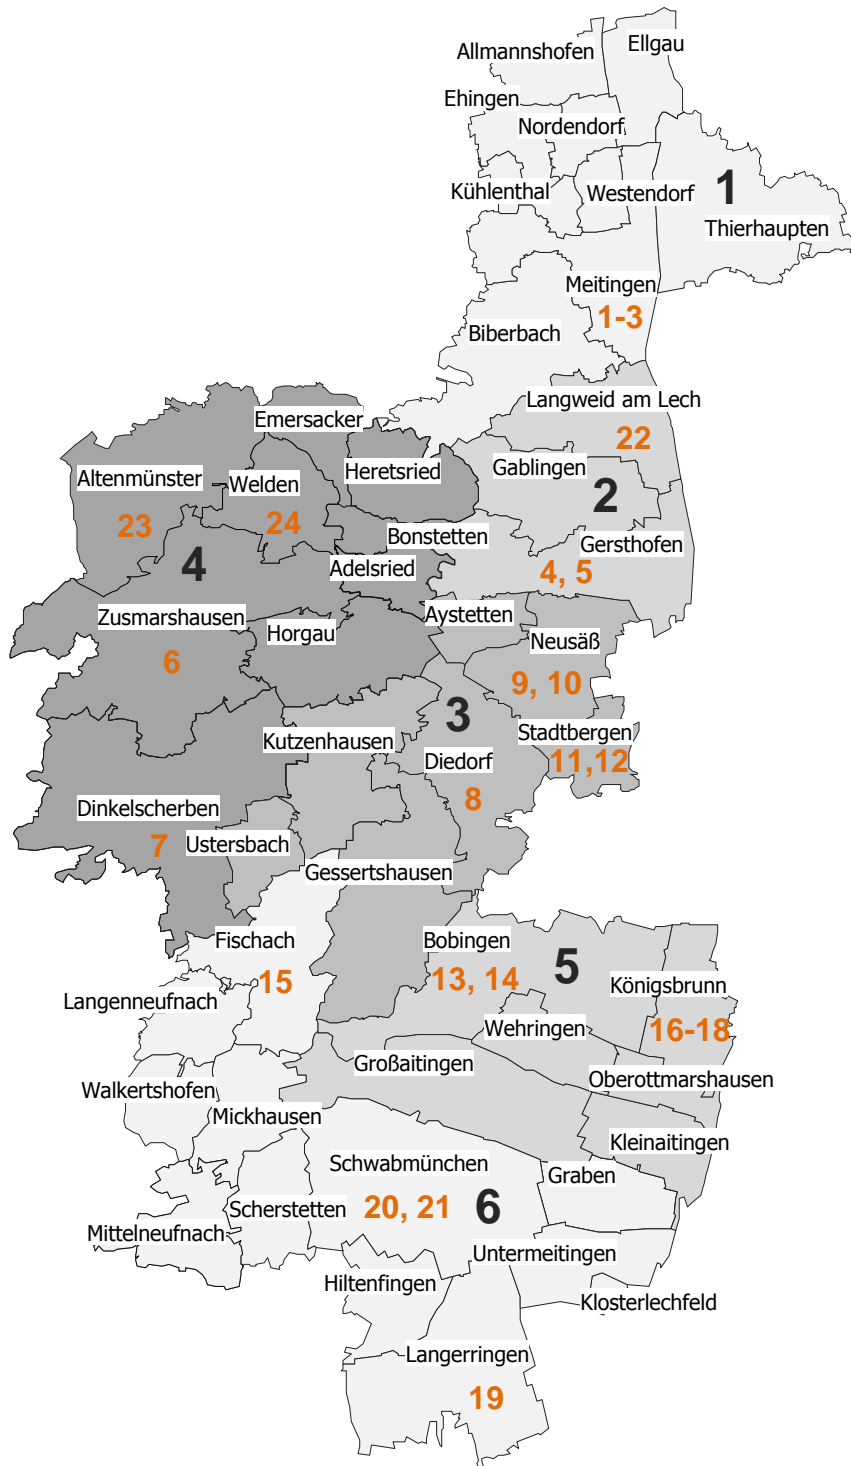 Ellgau
Allmannshofen
Ehingen
Nordendorf
Kühlenthal
Westendorf
1
Thierhaupten
Meitingen
1-3
Biberbach
Langweid am Lech
22
Emersacker
Heretsried
Gablingen
Altenmünster
Welden
2
23
24
Bonstetten
Gersthofen
4
Adelsried
4, 5
Zusmarshausen
Aystetten
Horgau
Neusäß
6
9, 10
3
Kutzenhausen
Stadtbergen
Diedorf
11,12
8
Dinkelscherben
7
Ustersbach
Gessertshausen
Fischach
Bobingen
5
15
13, 14
Königsbrunn
Langenneufnach
Wehringen
16-18
Großaitingen
Oberottmarshausen
Walkertshofen
Mickhausen
Kleinaitingen
Schwabmünchen
Graben
20, 21
6
Scherstetten
Mittelneufnach
Untermeitingen
Hiltenfingen
Klosterlechfeld
Langerringen
19